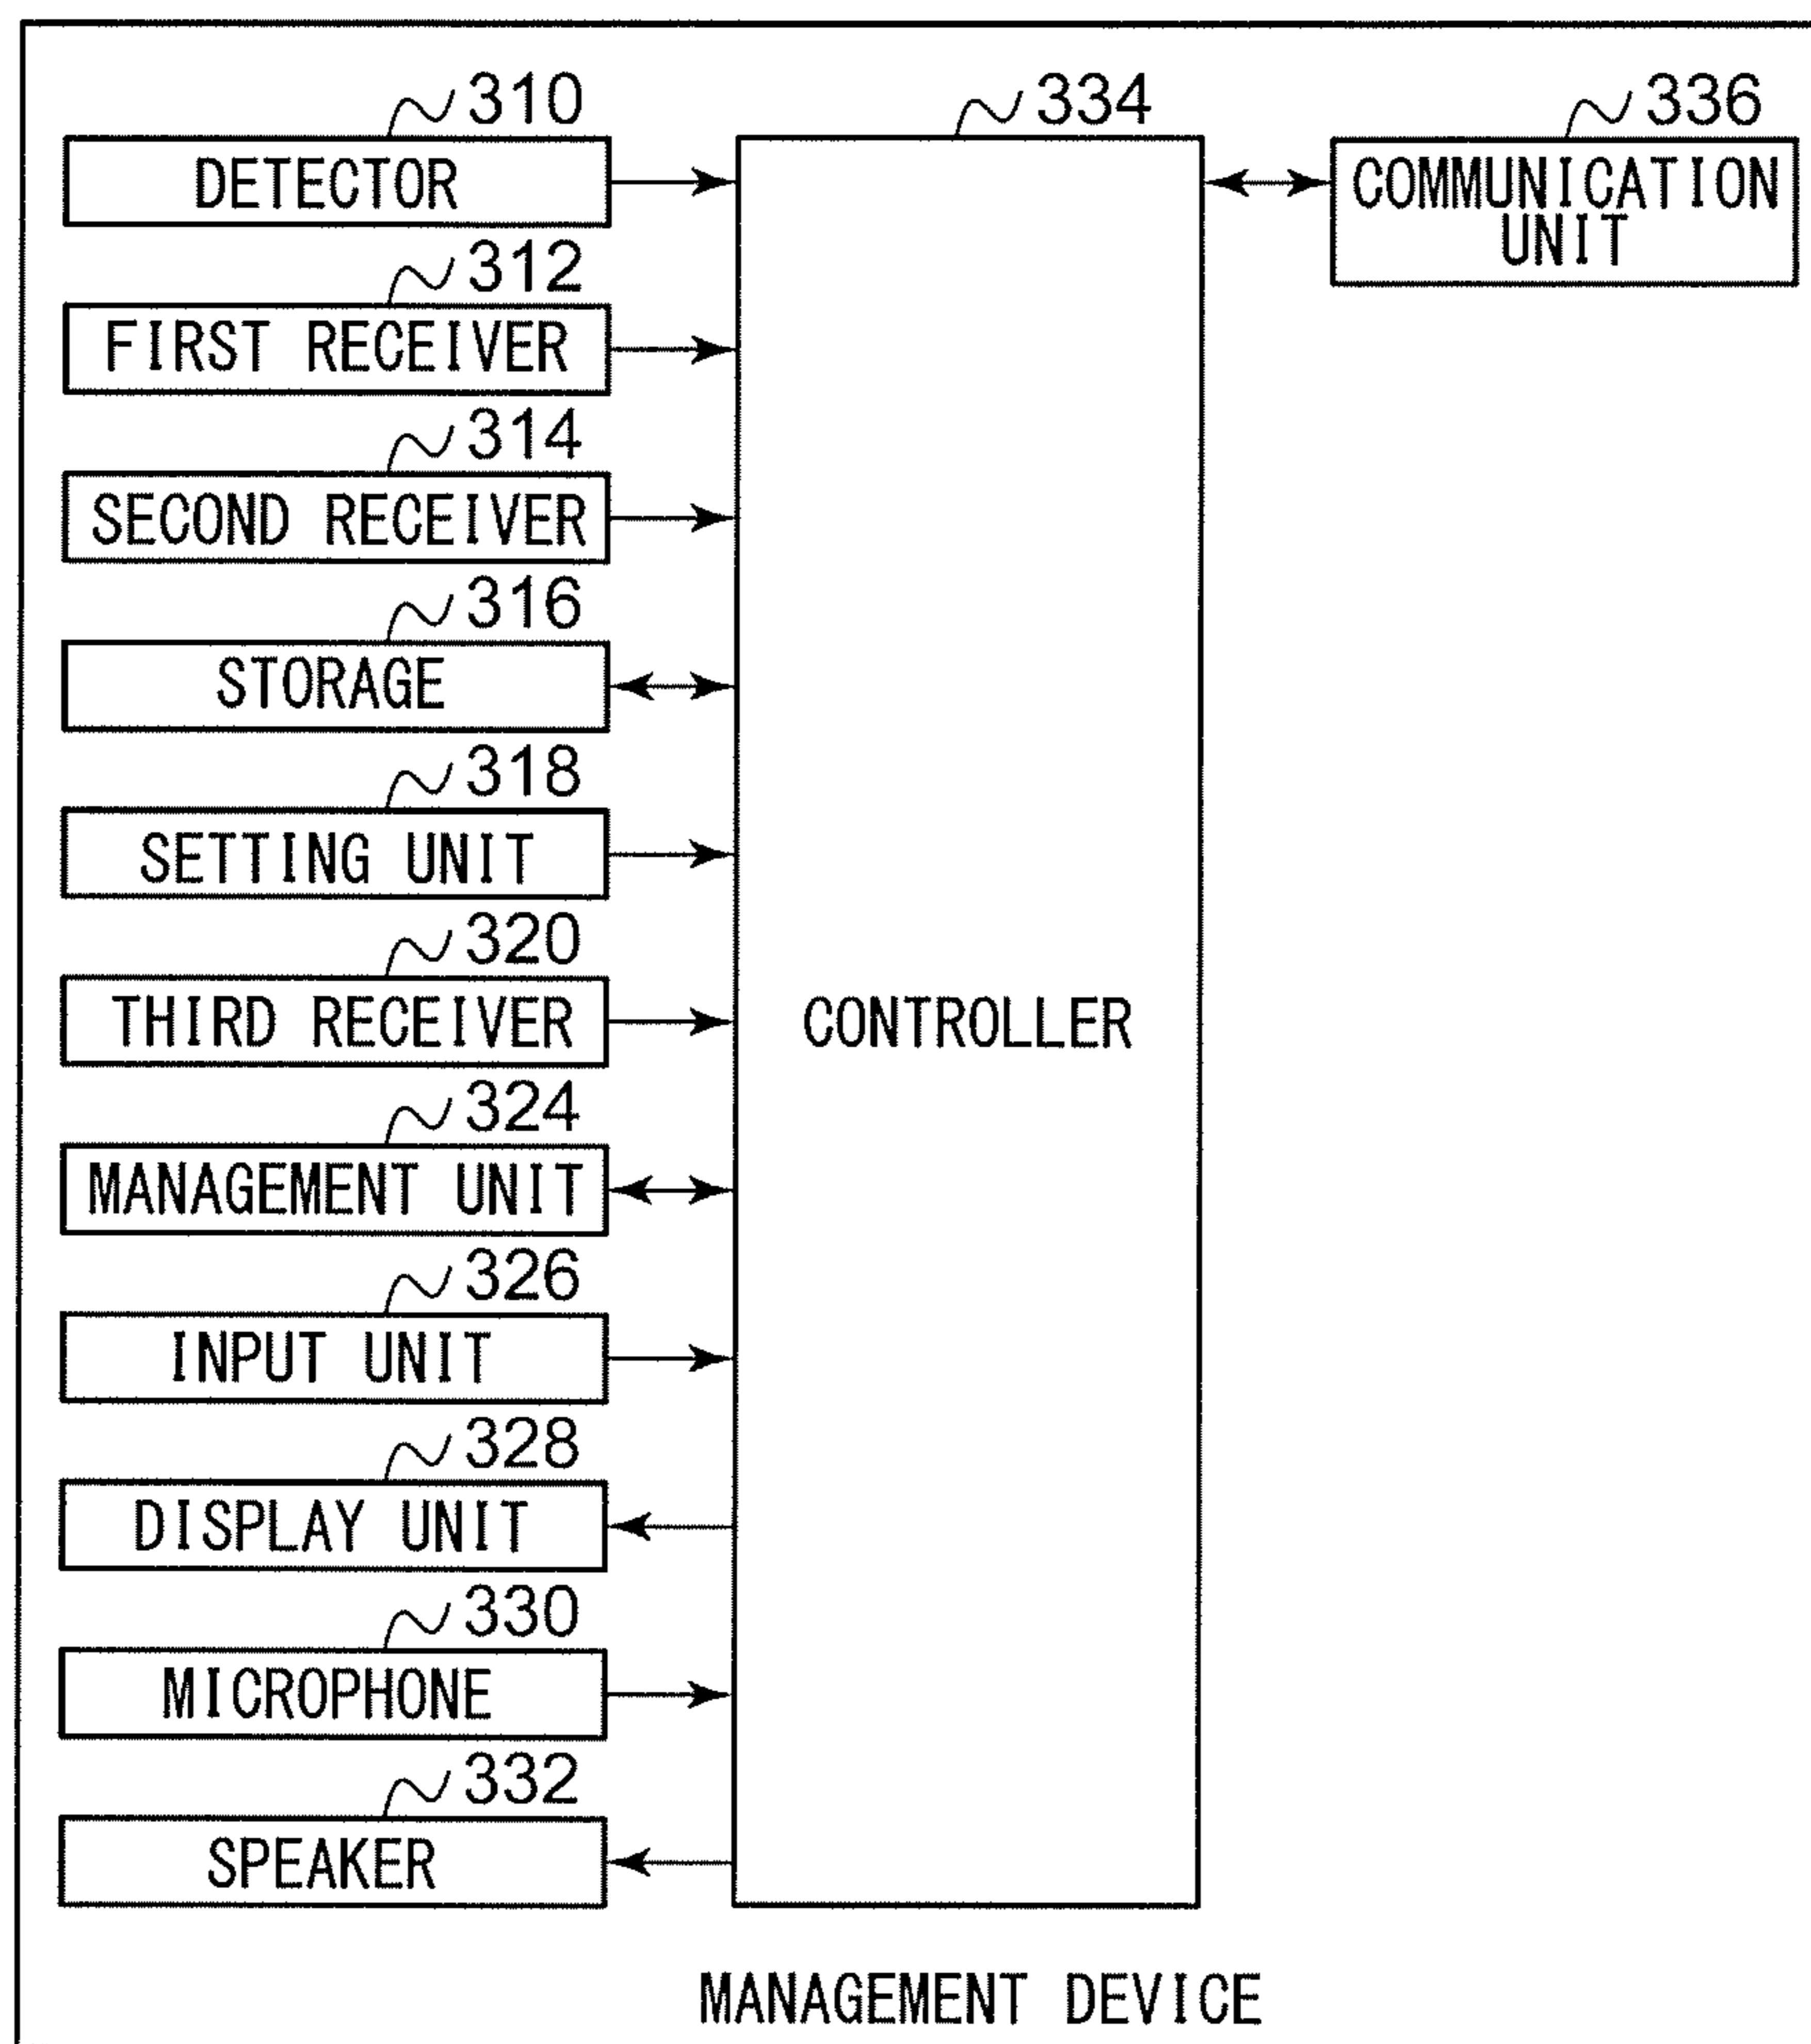 310
DETECTOR
312
FIRST RECEIVER
314
SECOND RECEIVER
316
STORAGE
318
SETTING UNIT
320
THIRD RECEIVER
324
MANAGEMENT UNIT
326
INPUT UNIT
328
DISPLAY UNIT
330
MICROPHONE
332
SPEAKER
334
CONTROLLER
336
COMMUNICATION
UNIT
MANAGEMENT DEVICE